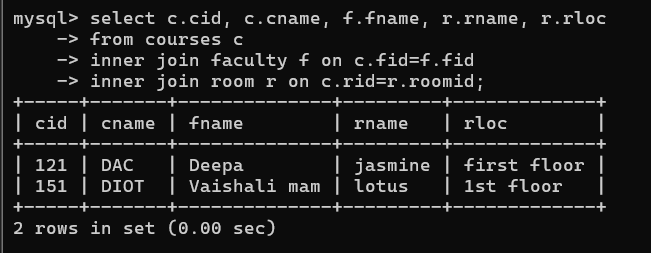 mysql> select c.cid, c.cname, f.fname, r.rname, r.rloc
    -> from courses c
    -> inner join faculty f on c.fid=f.fid
    -> inner join room r on c.rid=r.roomid;
+-----+-------+--------------+---------+-------------+
| cid | cname | fname        | rname   | rloc        |
+-----+-------+--------------+---------+-------------+
| 121 | DAC   | Deepa        | jasmine | first floor |
| 151 | DIOT  | Vaishali mam | lotus   | 1st floor   |
+-----+-------+--------------+---------+-------------+
2 rows in set (0.00 sec)